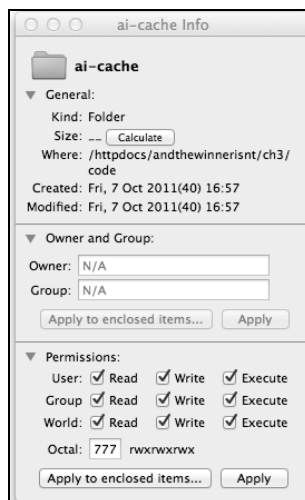 ai-cache Info
ai-cache
General:
Kind: Folder
Size: -- Calculate
Where: /httpdocs/andthewinnerisnt/ch3/
code
Created: Fri, 7 Oct 2011(40) 16:57
Modified: Fri, 7 Oct 2011(40) 16:57
Owner and Group:
Owner: N/A
Group: N/A
Apply to enclosed items... Apply
Permissions:
User: Read Write Execute
Group Read Write Execute
World: Read Write Execute
Octal: 777 rwxrwxrwx
Apply to enclosed items... Apply